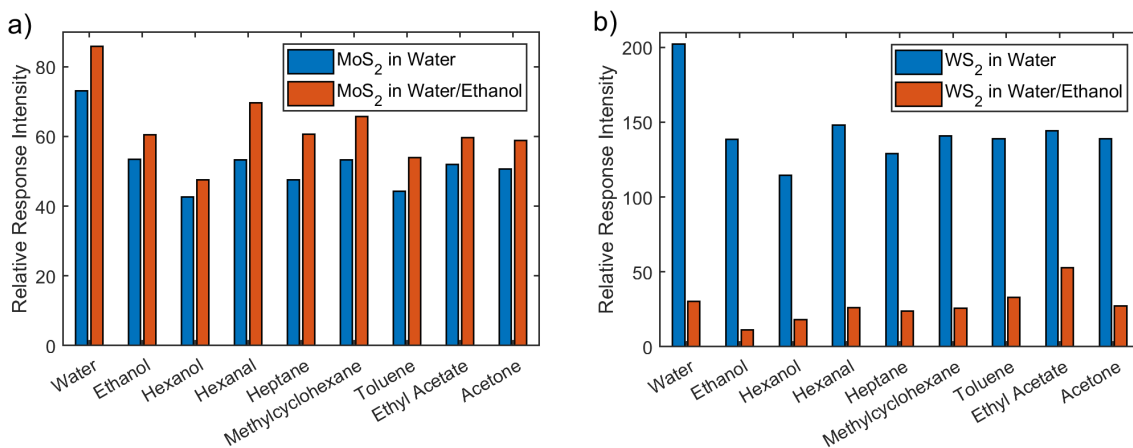 a)
MoS2 in Water
MoS2 in Water/Ethanol
Relative Response Intensity
80
60
40
20
0
Water
Ethanol
Hexanol
Hexanal
Heptane
Methylcyclohexane
Toluene
Ethyl Acetate
Acetone
b)
WS2 in Water
WS2 in Water/Ethanol
Relative Response Intensity
200
150
100
50
0
Water
Ethanol
Hexanol
Hexanal
Heptane
Methylcyclohexane
Toluene
Ethyl Acetate
Acetone